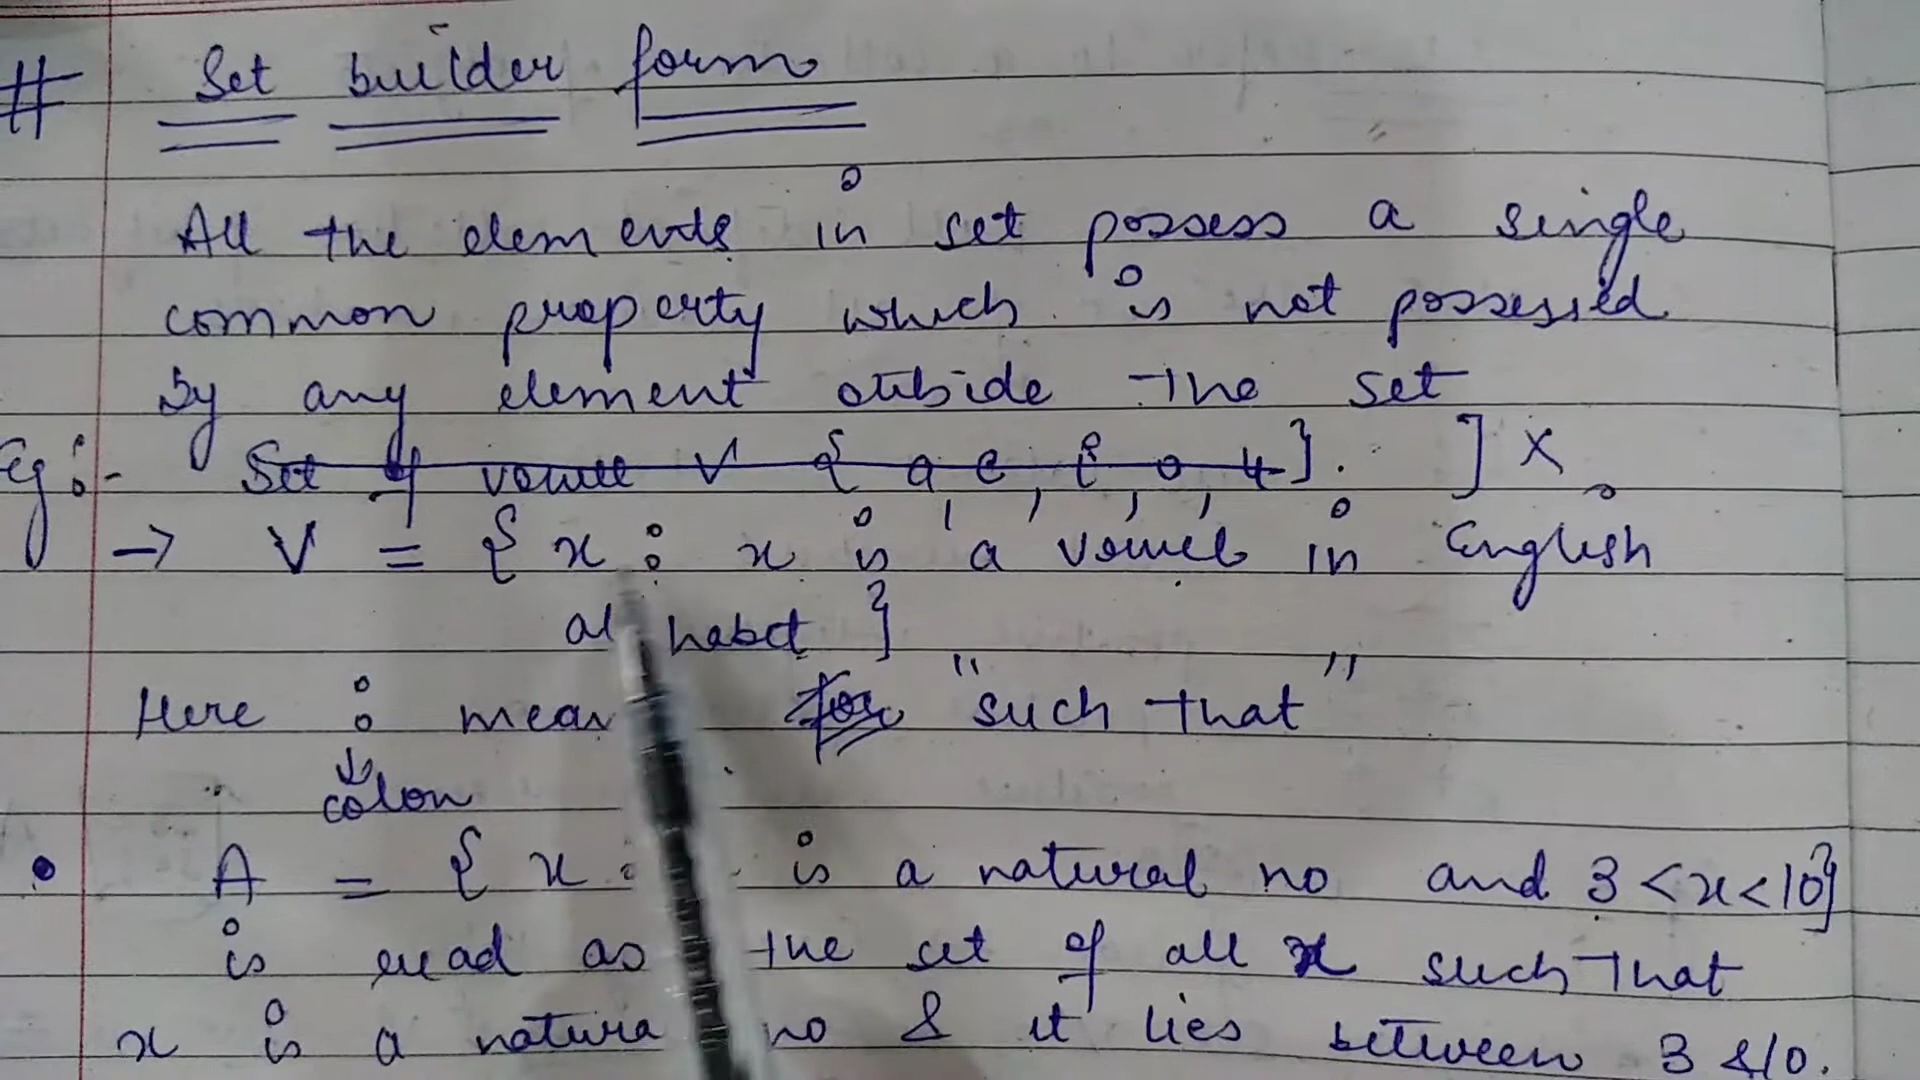 # Set builder form
All the elements in set possess a single
common property which is not possessed
by any element outside the set
Eg:- Set of vowel V { a, e, i, o, u }. ] X
→ V = { x : x is a vowel in English
alphabet }
Here : means for "such that"
↓
colon
• A = { x : is a natural no and 3 < x < 10}
is read as the set of all x such that
x is a natural no & it lies between 3 & 10.